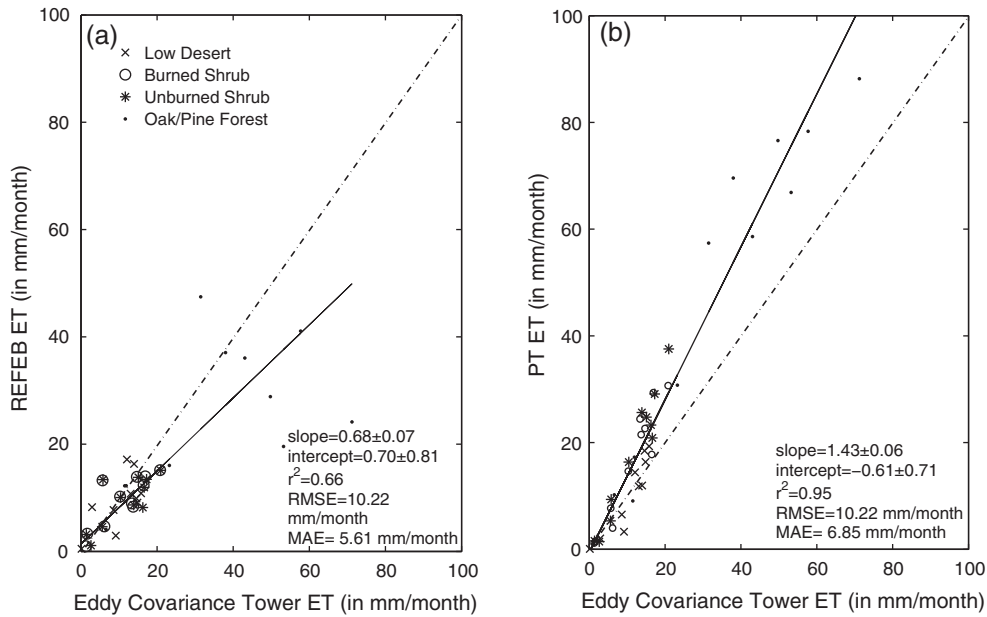 (a)
Low Desert
Burned Shrub
Unburned Shrub
Oak/Pine Forest
100
80
60
40
20
0
REFEB ET (in mm/month)
slope=0.68±0.07
intercept=0.70±0.81
r²=0.66
RMSE=10.22
mm/month
MAE= 5.61 mm/month
0 20 40 60 80 100
Eddy Covariance Tower ET (in mm/month)
(b)
100
80
60
40
20
0
PT ET (in mm/month)
slope=1.43±0.06
intercept=−0.61±0.71
r²=0.95
RMSE=10.22 mm/month
MAE= 6.85 mm/month
0 20 40 60 80 100
Eddy Covariance Tower ET (in mm/month)